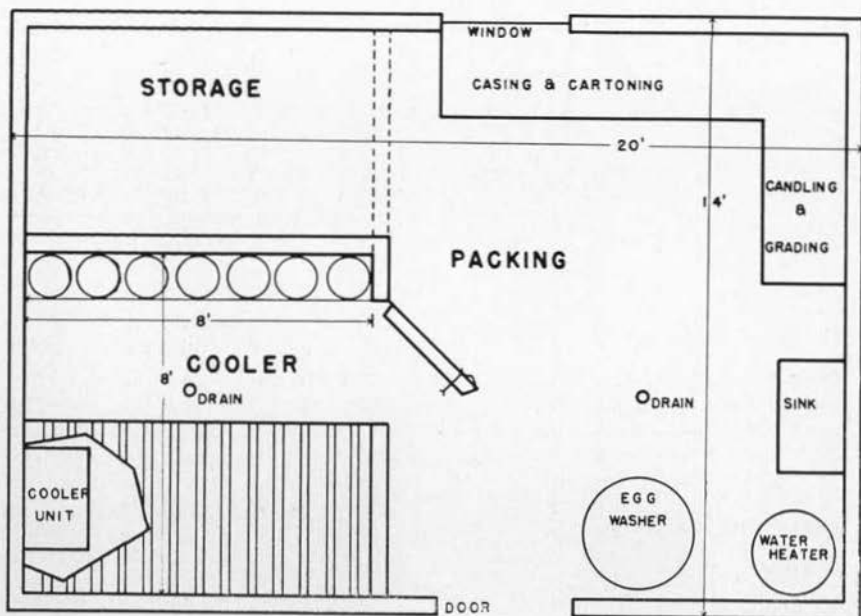 WINDOW
STORAGE
CASING & CARTONING
20'
CANDLING
&
GRADING
14'
PACKING
8'
COOLER
8'
DRAIN
DRAIN
SINK
COOLER
UNIT
EGG
WASHER
WATER
HEATER
DOOR